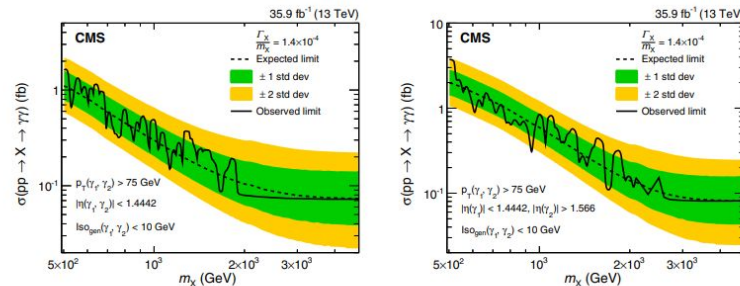 35.9 fb⁻¹ (13 TeV)
CMS
Γ_X/m_X = 1.4×10⁻⁴
Expected limit
± 1 std dev
± 2 std dev
Observed limit
σ(pp → X → γγ) (fb)
1
10⁻¹
p_T(γ₁, γ₂) > 75 GeV
|η(γ₁, γ₂)| < 1.4442
Iso_gen(γ₁, γ₂) < 10 GeV
5×10² 10³ 2×10³ 3×10³
m_X (GeV)
35.9 fb⁻¹ (13 TeV)
CMS
Γ_X/m_X = 1.4×10⁻⁴
Expected limit
± 1 std dev
± 2 std dev
Observed limit
σ(pp → X → γγ) (fb)
10
1
10⁻¹
p_T(γ₁, γ₂) > 75 GeV
|η(γ₁)| < 1.4442, |η(γ₂)| > 1.566
Iso_gen(γ₁, γ₂) < 10 GeV
5×10² 10³ 2×10³ 3×10³
m_X (GeV)